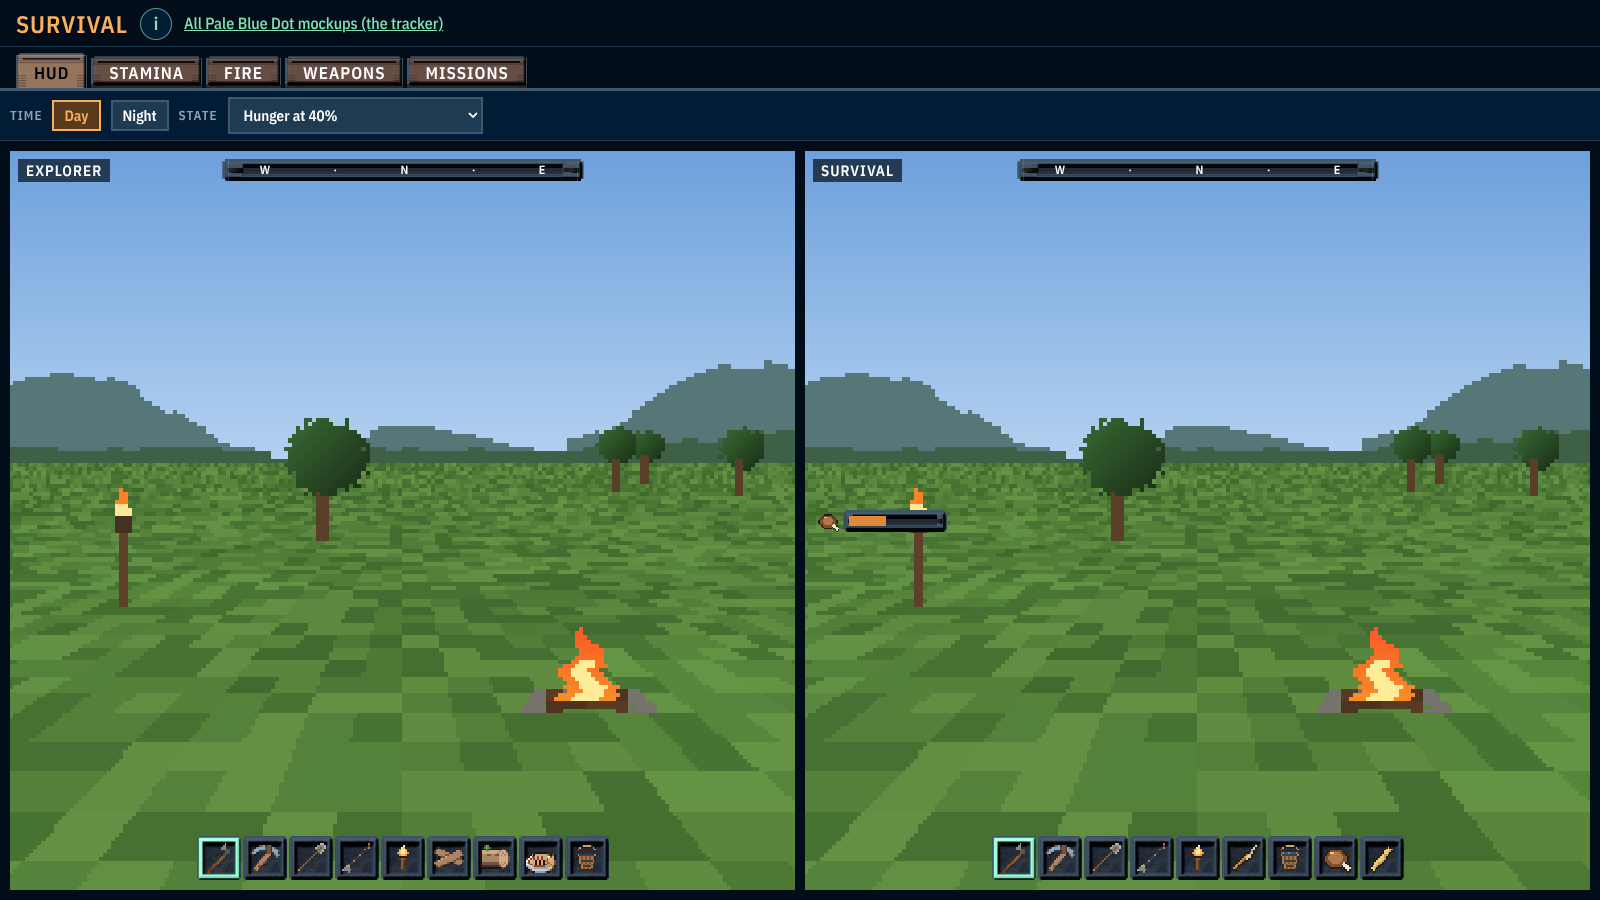 SURVIVAL i All Pale Blue Dot mockups (the tracker)
HUD STAMINA FIRE WEAPONS MISSIONS
TIME Day Night STATE Hunger at 40%
EXPLORER W · N · E
SURVIVAL W · N · E